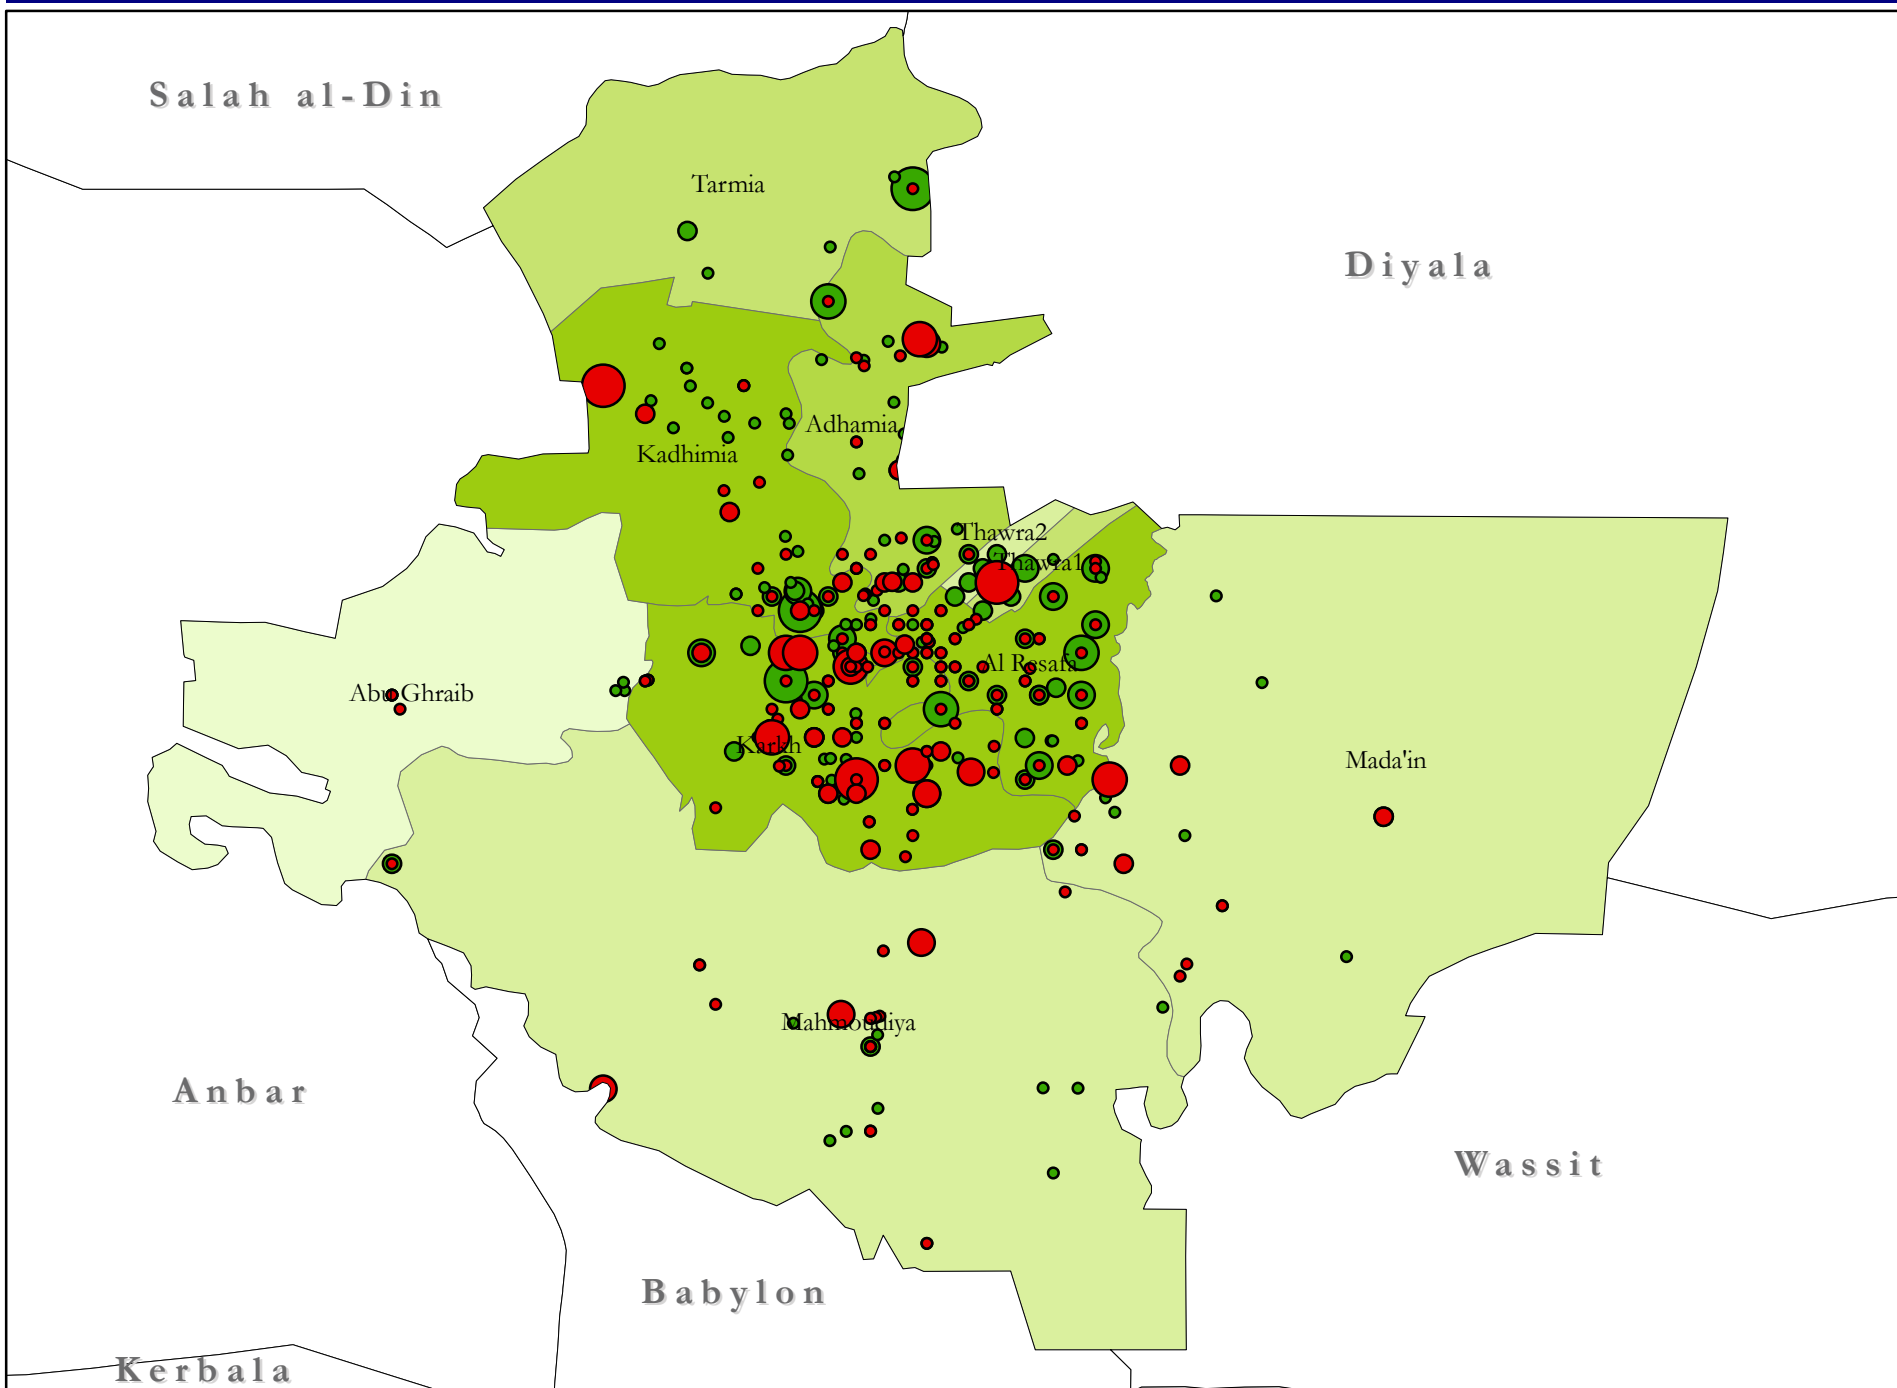 Salah al-Din
Tarmia
Diyala
Adhamia
Kadhimia
Thawra2
Thawra1
Al Resafa
Abu Ghraib
Karkh
Mada'in
Mahmoudiya
Anbar
Wassit
Babylon
Kerbala